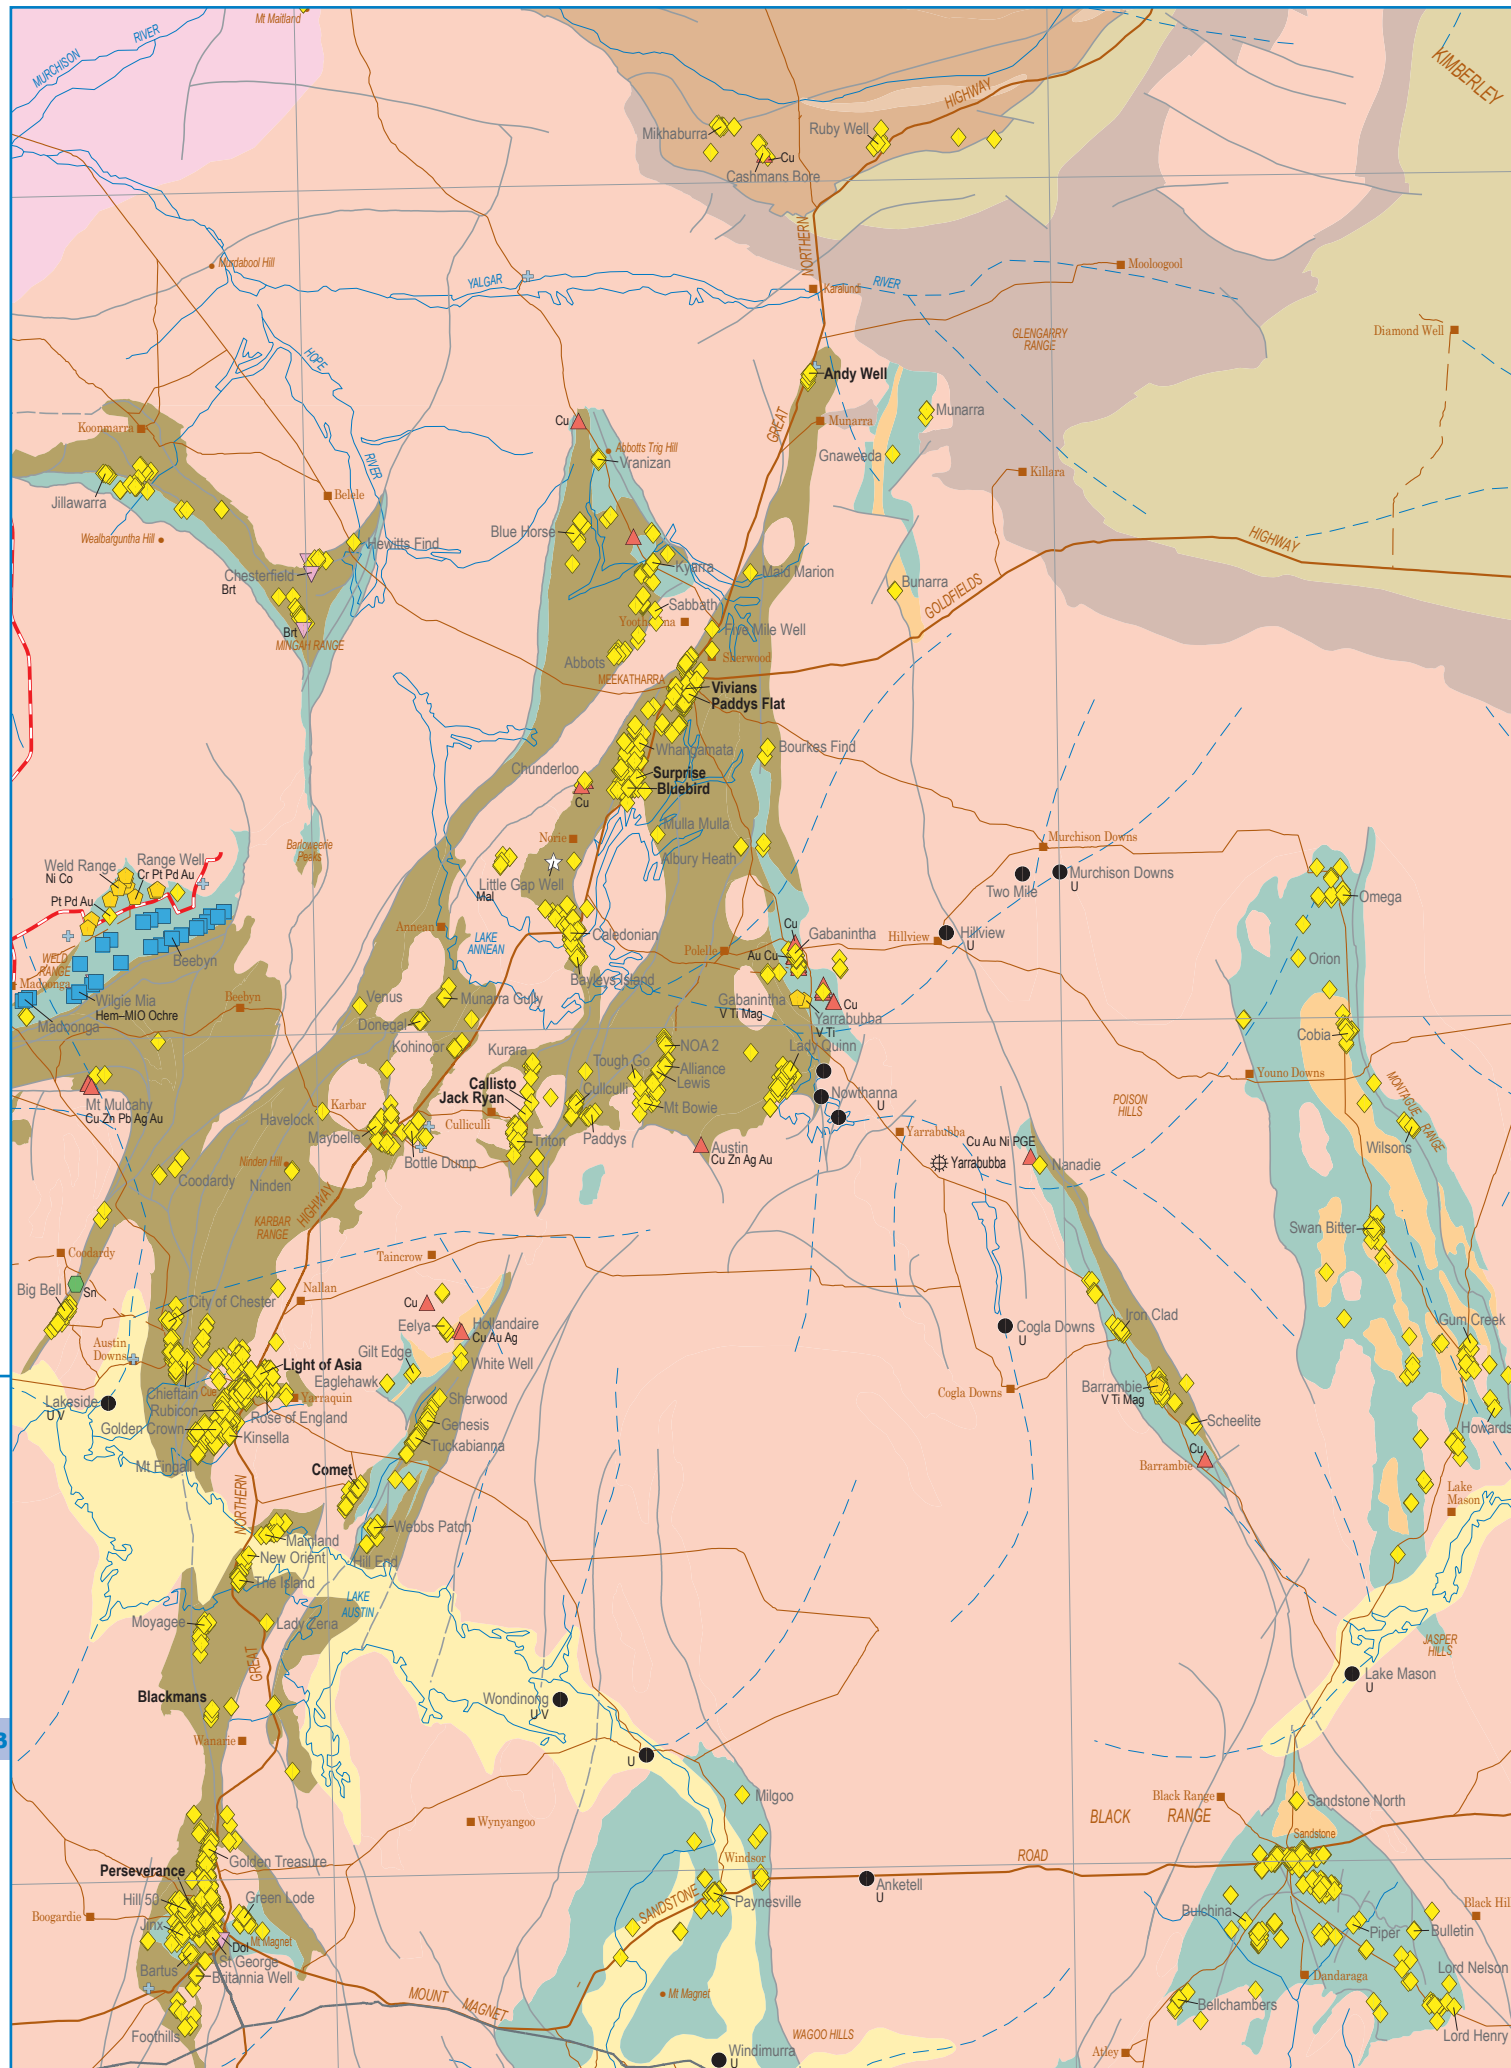 Mt Maitland
MURCHISON
RIVER
KIMBERLEY
HIGHWAY
Mikhaburra
Ruby Well
Cu
Cashmans Bore
NORTHERN
Murdabool Hill
YALGAR
RIVER
Karalundi
Mooloogool
GLENGARRY
RANGE
Diamond Well
HOPE
RIVER
Andy Well
GREAT
Munarra
Munarra
Koonmarra
Cu
Abbotts Trig Hill
Vranizan
Gnaweeda
Killara
Jillawarra
Belele
Wealbarguntha Hill
Blue Horse
Hewitts Find
HIGHWAY
Chesterfield
Brt
Kyarra
Maid Marion
Bunarra
GOLDFIELDS
Sabbath
Brt
MINGAH RANGE
Five Mile Well
Abbots
Sherwood
MEEKATHARRA
Vivians
Paddys Flat
Whangamata
Bourkes Find
Chunderloo
Cu
Surprise
Bluebird
Norie
Mulla Mulla
Albury Heath
Murchison Downs
Barloweerie
Peaks
Weld Range
Ni Co
Range Well
Cr Pt Pd Au
Pt Pd Au
Little Gap Well
Mal
Two Mile
Murchison Downs
U
Omega
Annean
LAKE
ANNEAN
Caledonian
Cu
Gabanintha
Polelle
Au Cu
Hillview
Hillview
U
WELD
RANGE
Beebyn
Orion
Bayleys Island
Madoonga
Wilgie Mia
Hem–MIO Ochre
Beebyn
Madoonga
Venus
Munarra Gully
Donegal
Gabanintha
V Ti Mag
Cu
Yarrabubba
V Ti
Cobia
Kohinoor
Kurara
NOA 2
Lady Quinn
Tough Go
Alliance
Lewis
Callisto
Jack Ryan
Cullculli
Nowthanna
U
Youno Downs
MONTAGUE
RANGE
Mt Mulcahy
Cu Zn Pb Ag Au
Havelock
Karbar
Culliculli
Mt Bowie
POISON
HILLS
Maybelle
Bottle Dump
Triton
Paddys
Austin
Cu Zn Ag Au
Yarrabubba
Yarrabubba
Cu Au Ni PGE
Nanadie
Wilsons
Coodardy
Ninden Hill
Ninden
KARBAR
RANGE
HIGHWAY
Swan Bitter
Coodardy
Taincrow
Big Bell
Sn
Nallan
City of Chester
Cu
Eelya
Hollandaire
Cu Au Ag
Cogla Downs
U
Iron Clad
Gum Creek
Austin
Downs
Gilt Edge
White Well
Light of Asia
Eaglehawk
Chieftain
Cue
Yarraquin
Sherwood
Cogla Downs
Barrambie
V Ti Mag
Lakeside
U V
Rubicon
Rose of England
Genesis
Scheelite
Howards
Golden Crown
Kinsella
Tuckabianna
Mt Fingall
Comet
Cu
Barrambie
Lake
Mason
NORTHERN
Mainland
Webbs Patch
New Orient
Hill End
The Island
LAKE
AUSTIN
Moyagee
Lady Zeria
JASPER
HILLS
GREAT
Lake Mason
U
Blackmans
Wondinong
U V
Wanarie
U
Milgoo
Black Range
Sandstone North
Wynyangoo
BLACK RANGE
Sandstone
Golden Treasure
Windsor
ROAD
Perseverance
SANDSTONE
Paynesville
Anketell
U
Hill 50
Green Lode
Boogardie
Bulchina
Black Hil
Jinx
Piper
Bulletin
Dol
Mt Magnet
Bartus
St George
Britannia Well
Lord Nelson
Dandaraga
MOUNT MAGNET
Mt Magnet
Bellchambers
Foothills
WAGOO HILLS
Lord Henry
Windimurra
U
Atley